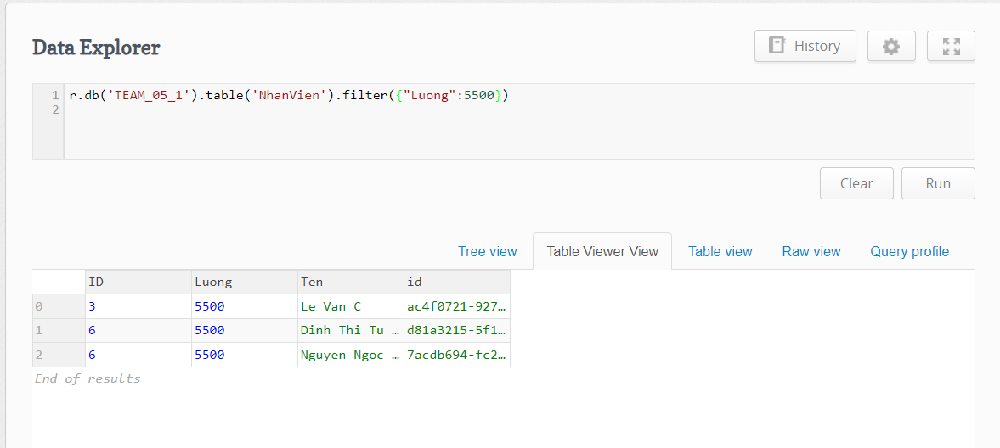 Data Explorer
History
1 r.db('TEAM_05_1').table('NhanVien').filter({"Luong":5500})
2
Clear Run
Tree view Table Viewer View Table view Raw view Query profile
ID Luong Ten id
0 3 5500 Le Van C ac4f0721-927…
1 6 5500 Dinh Thi Tu … d81a3215-5f1…
2 6 5500 Nguyen Ngoc … 7acdb694-fc2…
End of results